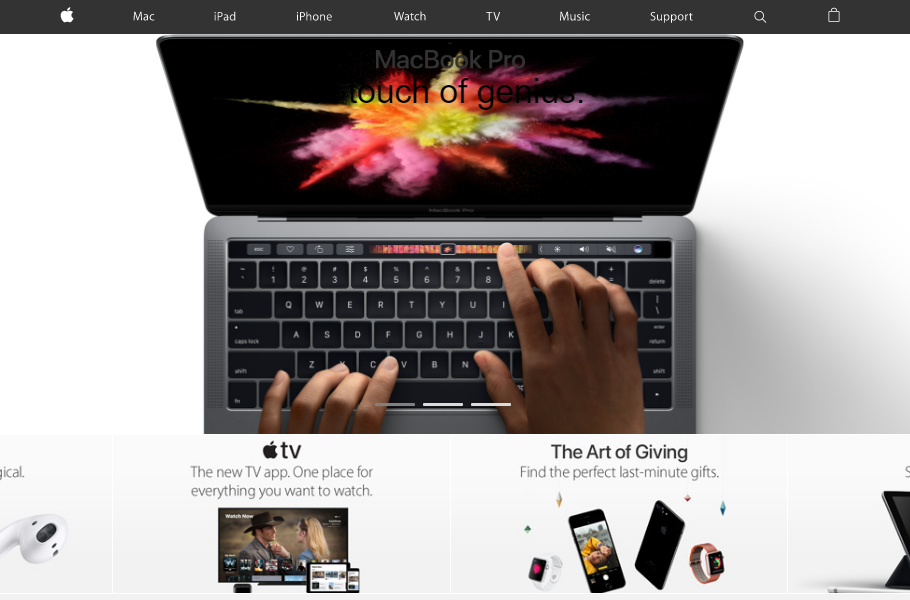 Mac iPad iPhone Watch TV Music Support
MacBook Pro
touch of genius.
MacBook Pro
esc
~ ! @ # $ % ^ & *
` 1 2 3 4 5 6 7 8 + = delete
tab Q W E R T Y U I | \
caps lock A S D F G H J K enter return
shift Z X C V B N shift
fn
gical.
tv
The new TV app. One place for
everything you want to watch.
Watch Now
The Art of Giving
Find the perfect last-minute gifts.
S